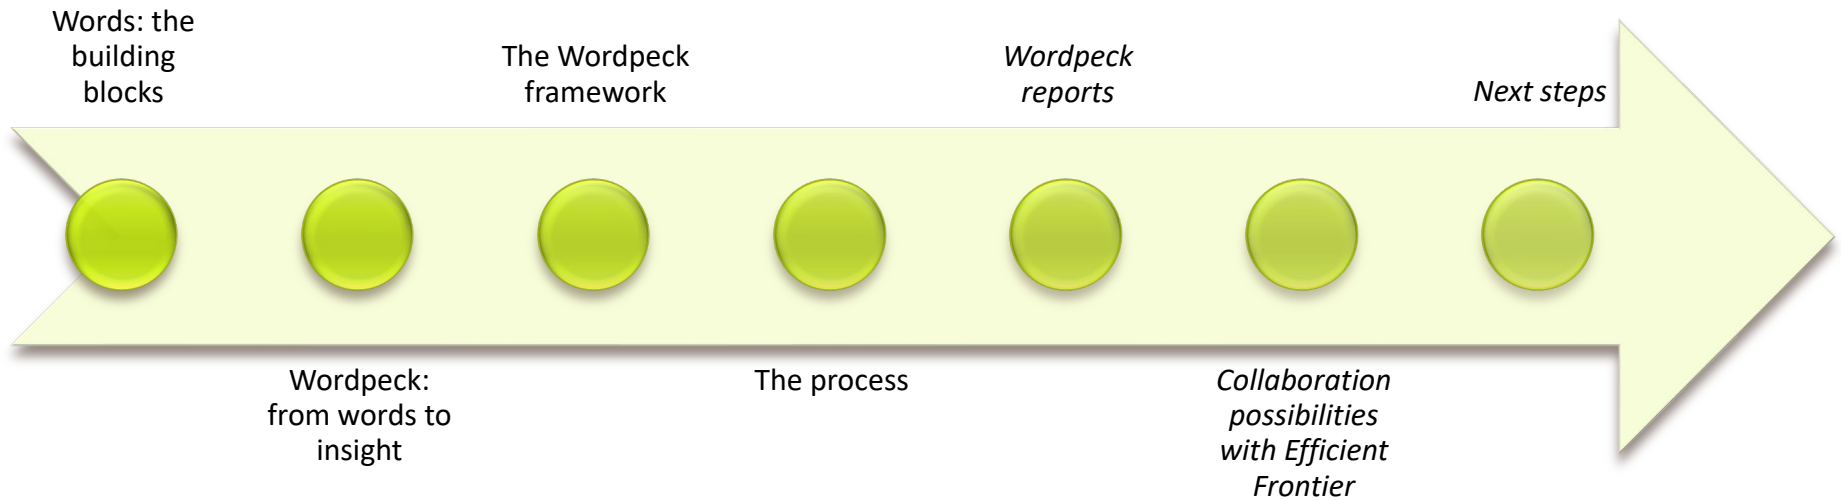 Words: the
building
blocks
Wordpeck:
from words to
insight
The Wordpeck
framework
The process
Wordpeck
reports
Collaboration
possibilities
with Efficient
Frontier
Next steps